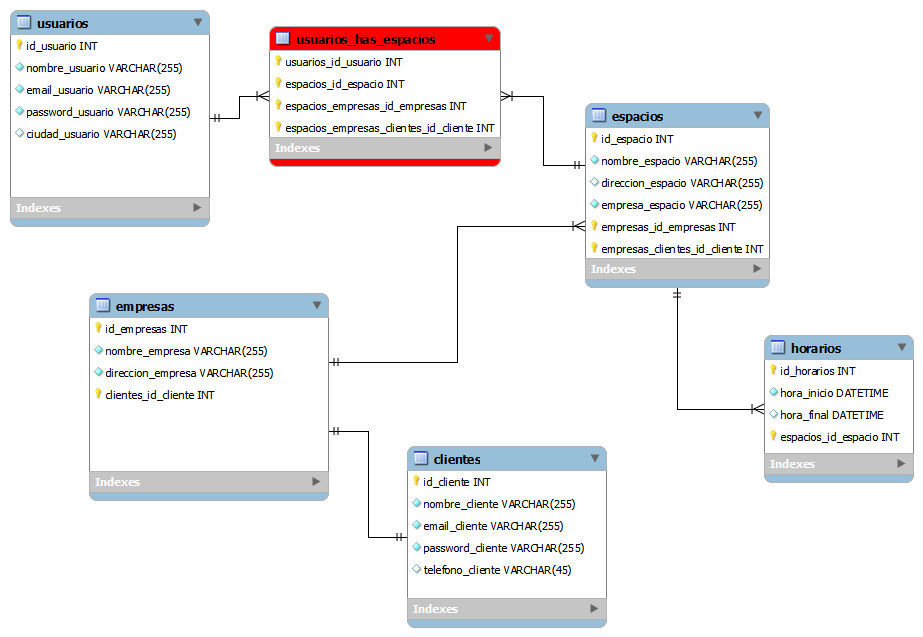 usuarios
id_usuario INT
nombre_usuario VARCHAR(255)
email_usuario VARCHAR(255)
password_usuario VARCHAR(255)
ciudad_usuario VARCHAR(255)
Indexes
usuarios_has_espacios
usuarios_id_usuario INT
espacios_id_espacio INT
espacios_empresas_id_empresas INT
espacios_empresas_clientes_id_cliente INT
Indexes
espacios
id_espacio INT
nombre_espacio VARCHAR(255)
direccion_espacio VARCHAR(255)
empresa_espacio VARCHAR(255)
empresas_id_empresas INT
empresas_clientes_id_cliente INT
Indexes
empresas
id_empresas INT
nombre_empresa VARCHAR(255)
direccion_empresa VARCHAR(255)
clientes_id_cliente INT
Indexes
horarios
id_horarios INT
hora_inicio DATETIME
hora_final DATETIME
espacios_id_espacio INT
Indexes
clientes
id_cliente INT
nombre_cliente VARCHAR(255)
email_cliente VARCHAR(255)
password_cliente VARCHAR(255)
telefono_cliente VARCHAR(45)
Indexes